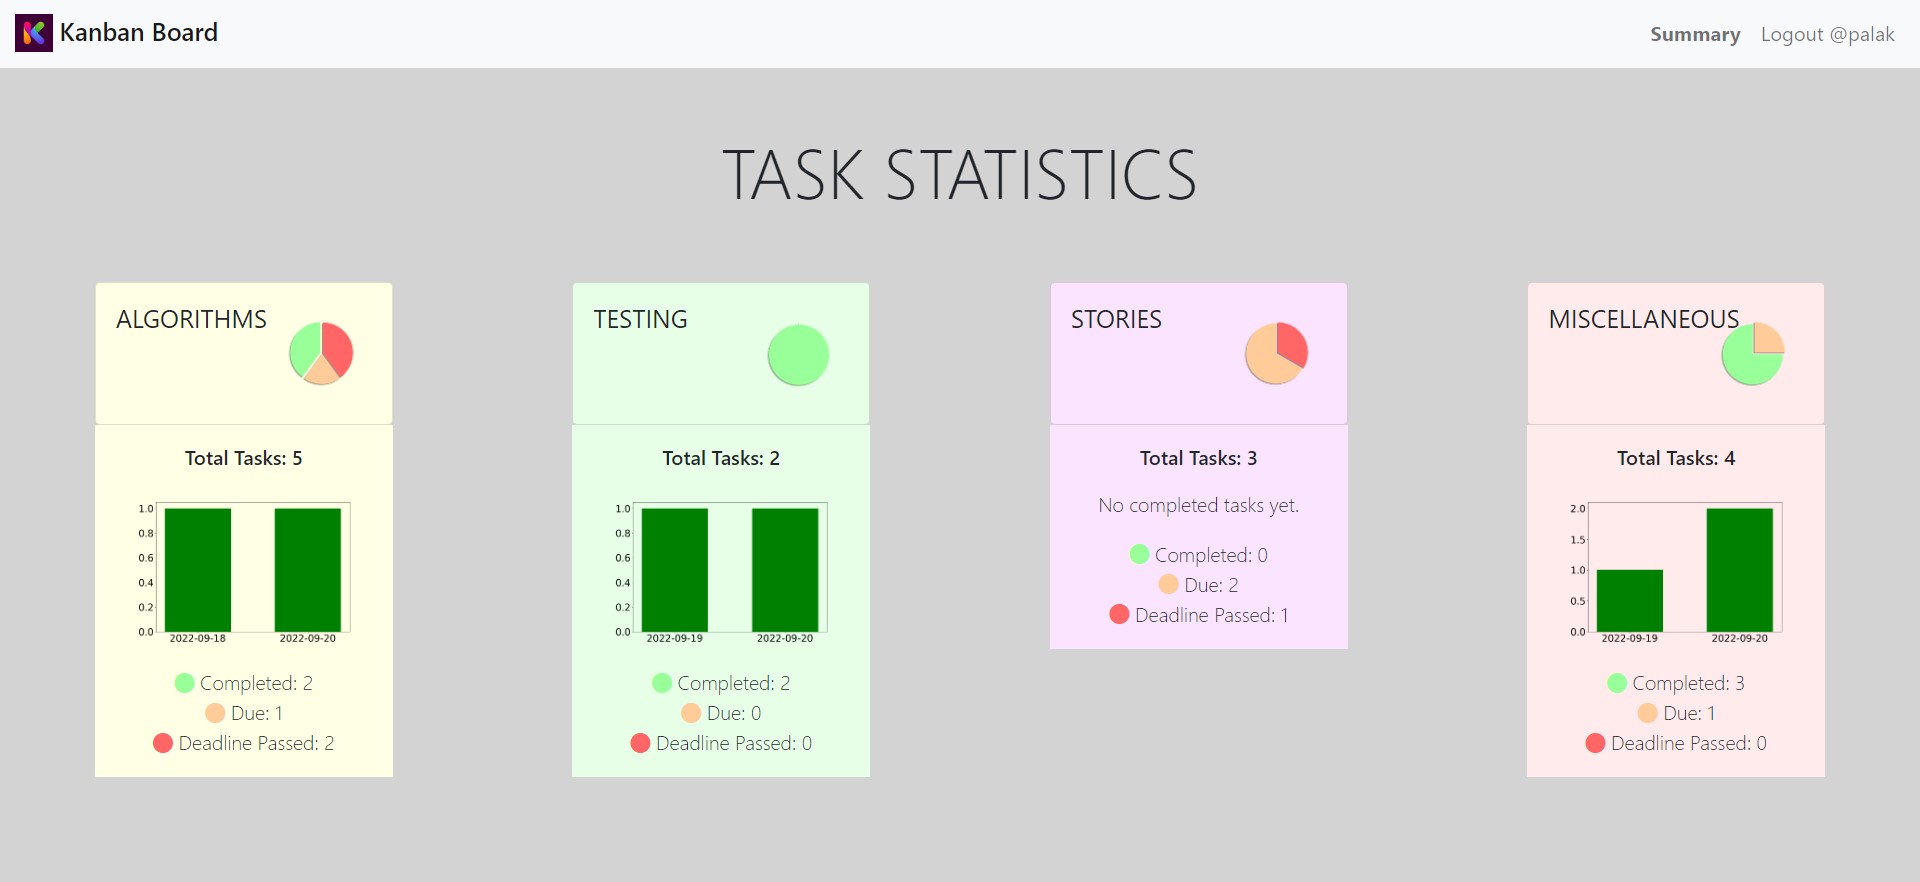 Kanban Board
Summary
Logout @palak
TASK STATISTICS
ALGORITHMS
Total Tasks: 5
1.0
0.8
0.6
0.4
0.2
0.0
2022-09-18
2022-09-20
Completed: 2
Due: 1
Deadline Passed: 2
TESTING
Total Tasks: 2
1.0
0.8
0.6
0.4
0.2
0.0
2022-09-19
2022-09-20
Completed: 2
Due: 0
Deadline Passed: 0
STORIES
Total Tasks: 3
No completed tasks yet.
Completed: 0
Due: 2
Deadline Passed: 1
MISCELLANEOUS
Total Tasks: 4
2.0
1.5
1.0
0.5
0.0
2022-09-19
2022-09-20
Completed: 3
Due: 1
Deadline Passed: 0